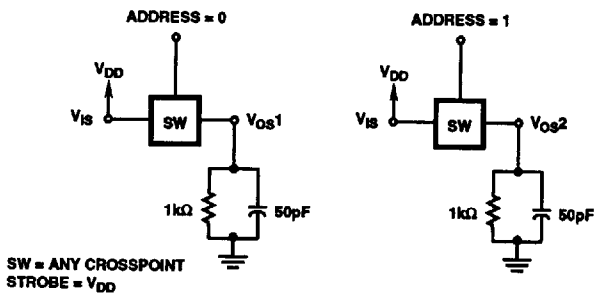 ADDRESS = 0
ADDRESS = 1
VDD
VDD
VIS
SW
VOS1
VIS
SW
VOS2
1kΩ
50pF
1kΩ
50pF
SW = ANY CROSSPOINT
STROBE = VDD